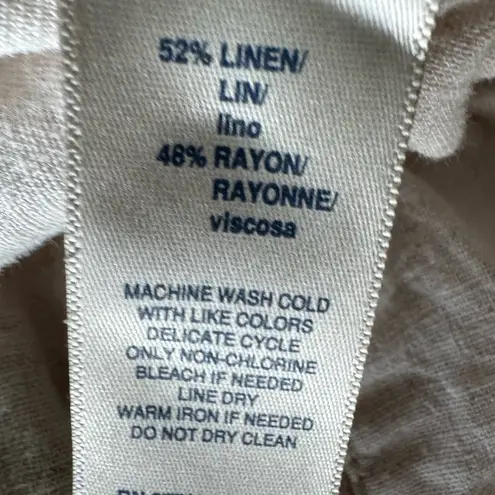 52% LINEN/
LIN/
lino
48% RAYON/
RAYONNE/
viscosa
MACHINE WASH COLD
WITH LIKE COLORS
DELICATE CYCLE
ONLY NON-CHLORINE
BLEACH IF NEEDED
LINE DRY
WARM IRON IF NEEDED
DO NOT DRY CLEAN